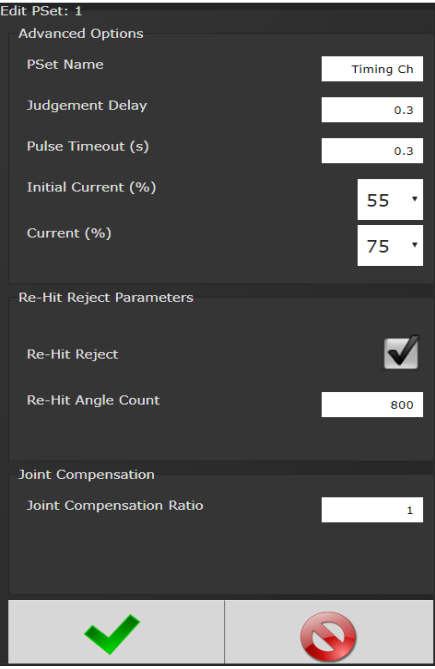 Edit PSet: 1
Advanced Options
PSet Name Timing Ch
Judgement Delay 0.3
Pulse Timeout (s) 0.3
Initial Current (%) 55
Current (%) 75
Re-Hit Reject Parameters
Re-Hit Reject
Re-Hit Angle Count 800
Joint Compensation
Joint Compensation Ratio 1